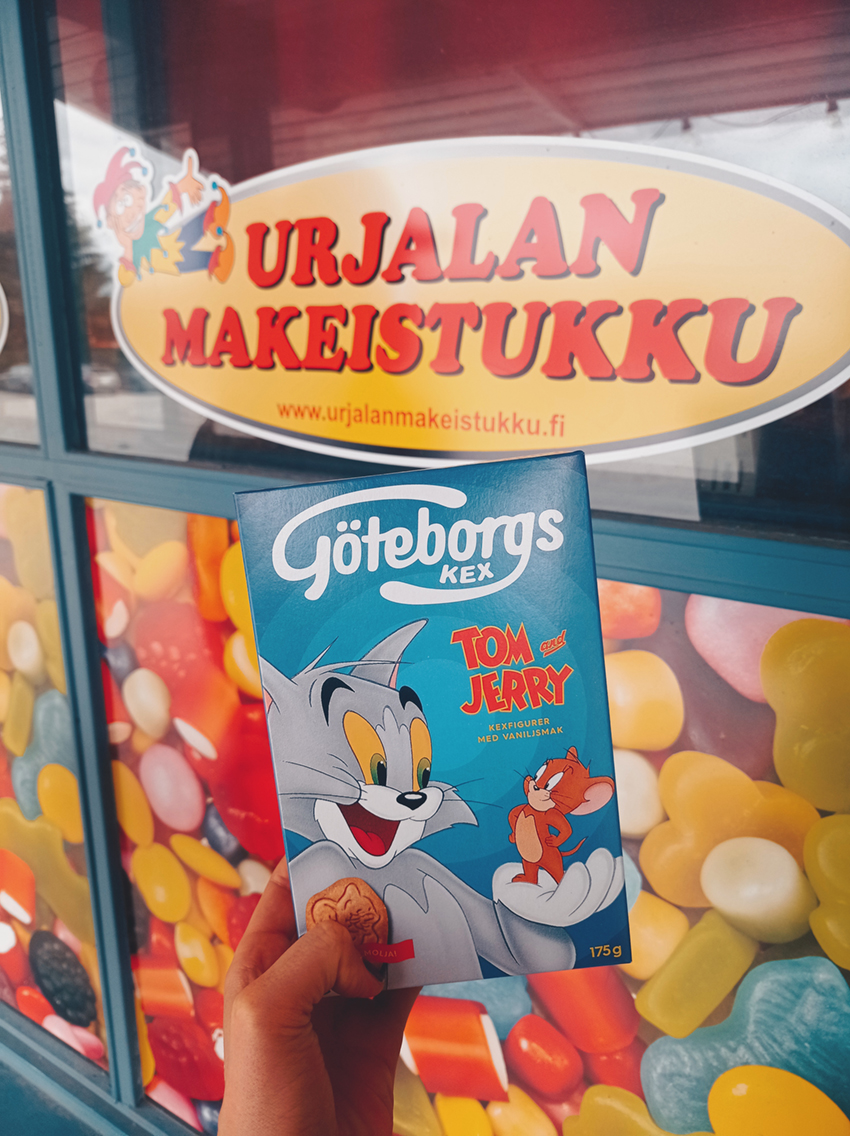 URJALAN
MAKEISTUKKU
www.urjalanmakeistukku.fi
Göteborgs
KEX
TOM and
JERRY
KEXFIGURER
MED VANILJSMAK
175g